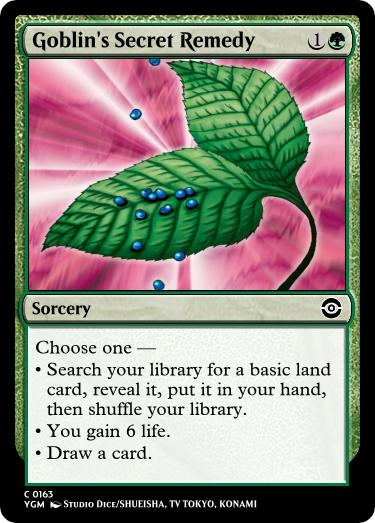 Goblin's Secret Remedy 1
Sorcery
Choose one —
• Search your library for a basic land
card, reveal it, put it in your hand,
then shuffle your library.
• You gain 6 life.
• Draw a card.
C 0163
YGM Studio Dice/SHUEISHA, TV TOKYO, KONAMI